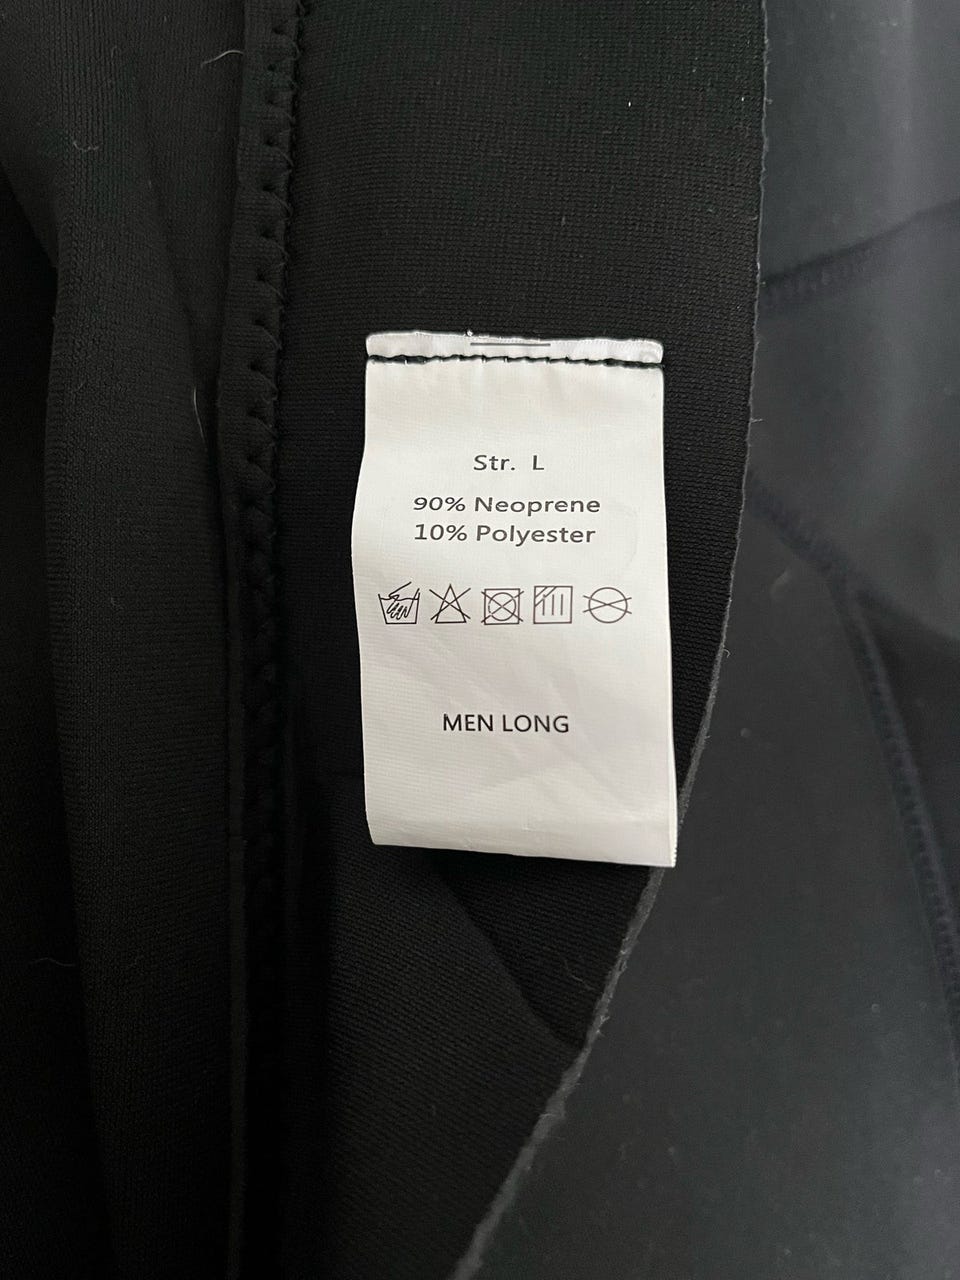 Str. L
90% Neoprene
10% Polyester
MEN LONG